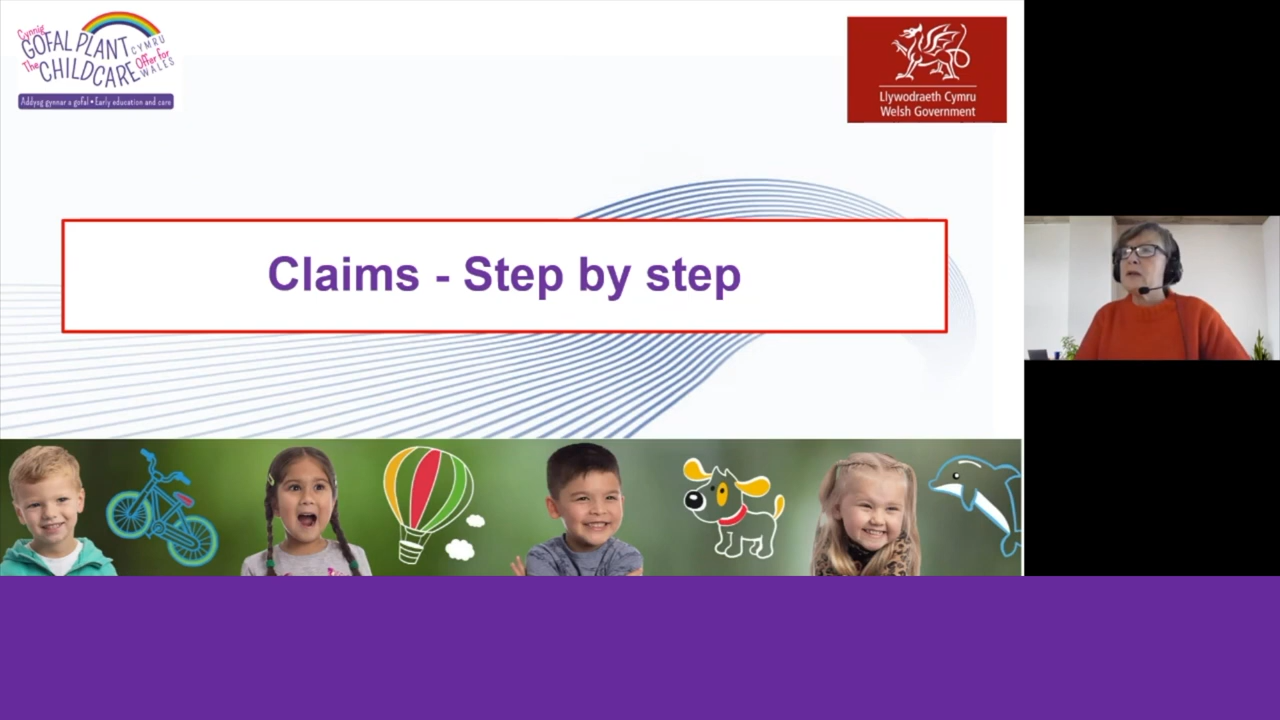 Cynnig
GOFAL PLANT
CYMRU
The CHILDCARE
Offer for
WALES
Addysg gynnar a gofal • Early education and care
Llywodraeth Cymru
Welsh Government
Claims - Step by step